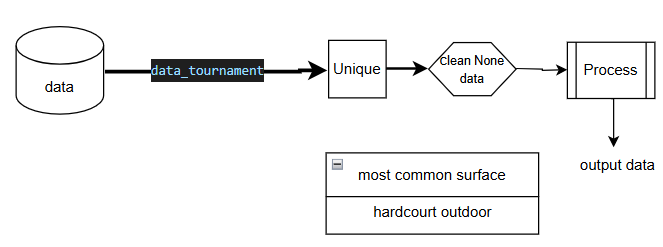 data
data_tournament
Unique
Clean None
data
Process
output data
most common surface
hardcourt outdoor